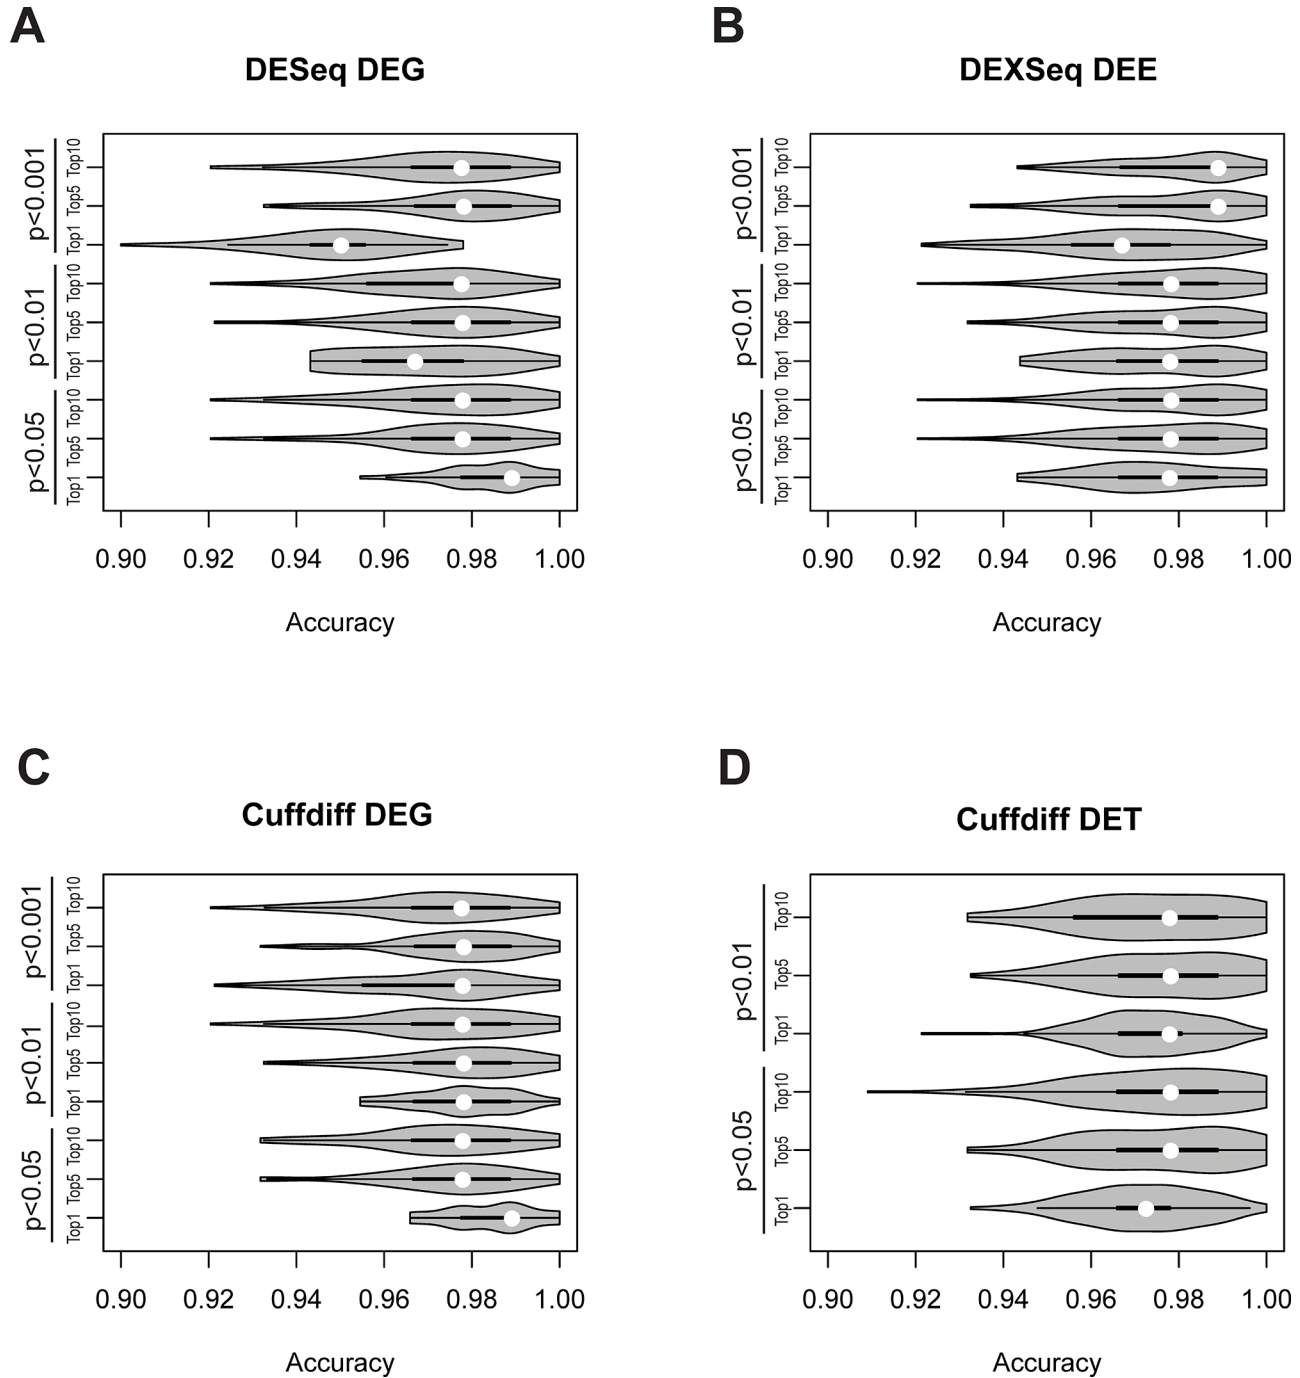 A
DESeq DEG
p<0.001
Top10
Top5
Top1
p<0.01
Top10
Top5
Top1
p<0.05
Top10
Top5
Top1
0.90 0.92 0.94 0.96 0.98 1.00
Accuracy
B
DEXSeq DEE
p<0.001
Top10
Top5
Top1
p<0.01
Top10
Top5
Top1
p<0.05
Top10
Top5
Top1
0.90 0.92 0.94 0.96 0.98 1.00
Accuracy
C
Cuffdiff DEG
p<0.001
Top10
Top5
Top1
p<0.01
Top10
Top5
Top1
p<0.05
Top10
Top5
Top1
0.90 0.92 0.94 0.96 0.98 1.00
Accuracy
D
Cuffdiff DET
p<0.01
Top10
Top5
Top1
p<0.05
Top10
Top5
Top1
0.90 0.92 0.94 0.96 0.98 1.00
Accuracy